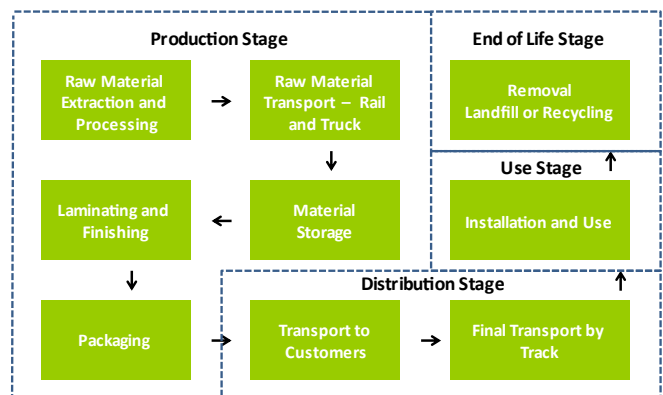 Production Stage
Raw Material
Extraction and
Processing
Raw Material
Transport – Rail
and Truck
Laminating and
Finishing
Material
Storage
Packaging
End of Life Stage
Removal
Landfill or Recycling
Use Stage
Installation and Use
Distribution Stage
Transport to
Customers
Final Transport by
Track